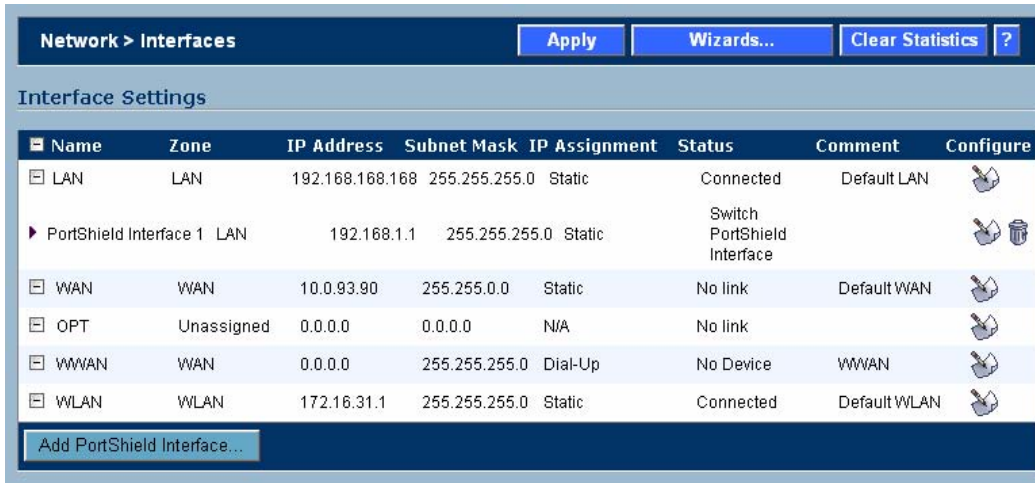 Network > Interfaces Apply Wizards... Clear Statistics ?
Interface Settings
Name Zone IP Address Subnet Mask IP Assignment Status Comment Configure
LAN LAN 192.168.168.168 255.255.255.0 Static Connected Default LAN
PortShield Interface 1 LAN 192.168.1.1 255.255.255.0 Static Switch PortShield Interface
WAN WAN 10.0.93.90 255.255.0.0 Static No link Default WAN
OPT Unassigned 0.0.0.0 0.0.0.0 N/A No link
WWAN WAN 0.0.0.0 255.255.255.0 Dial-Up No Device WWAN
WLAN WLAN 172.16.31.1 255.255.255.0 Static Connected Default WLAN
Add PortShield Interface...